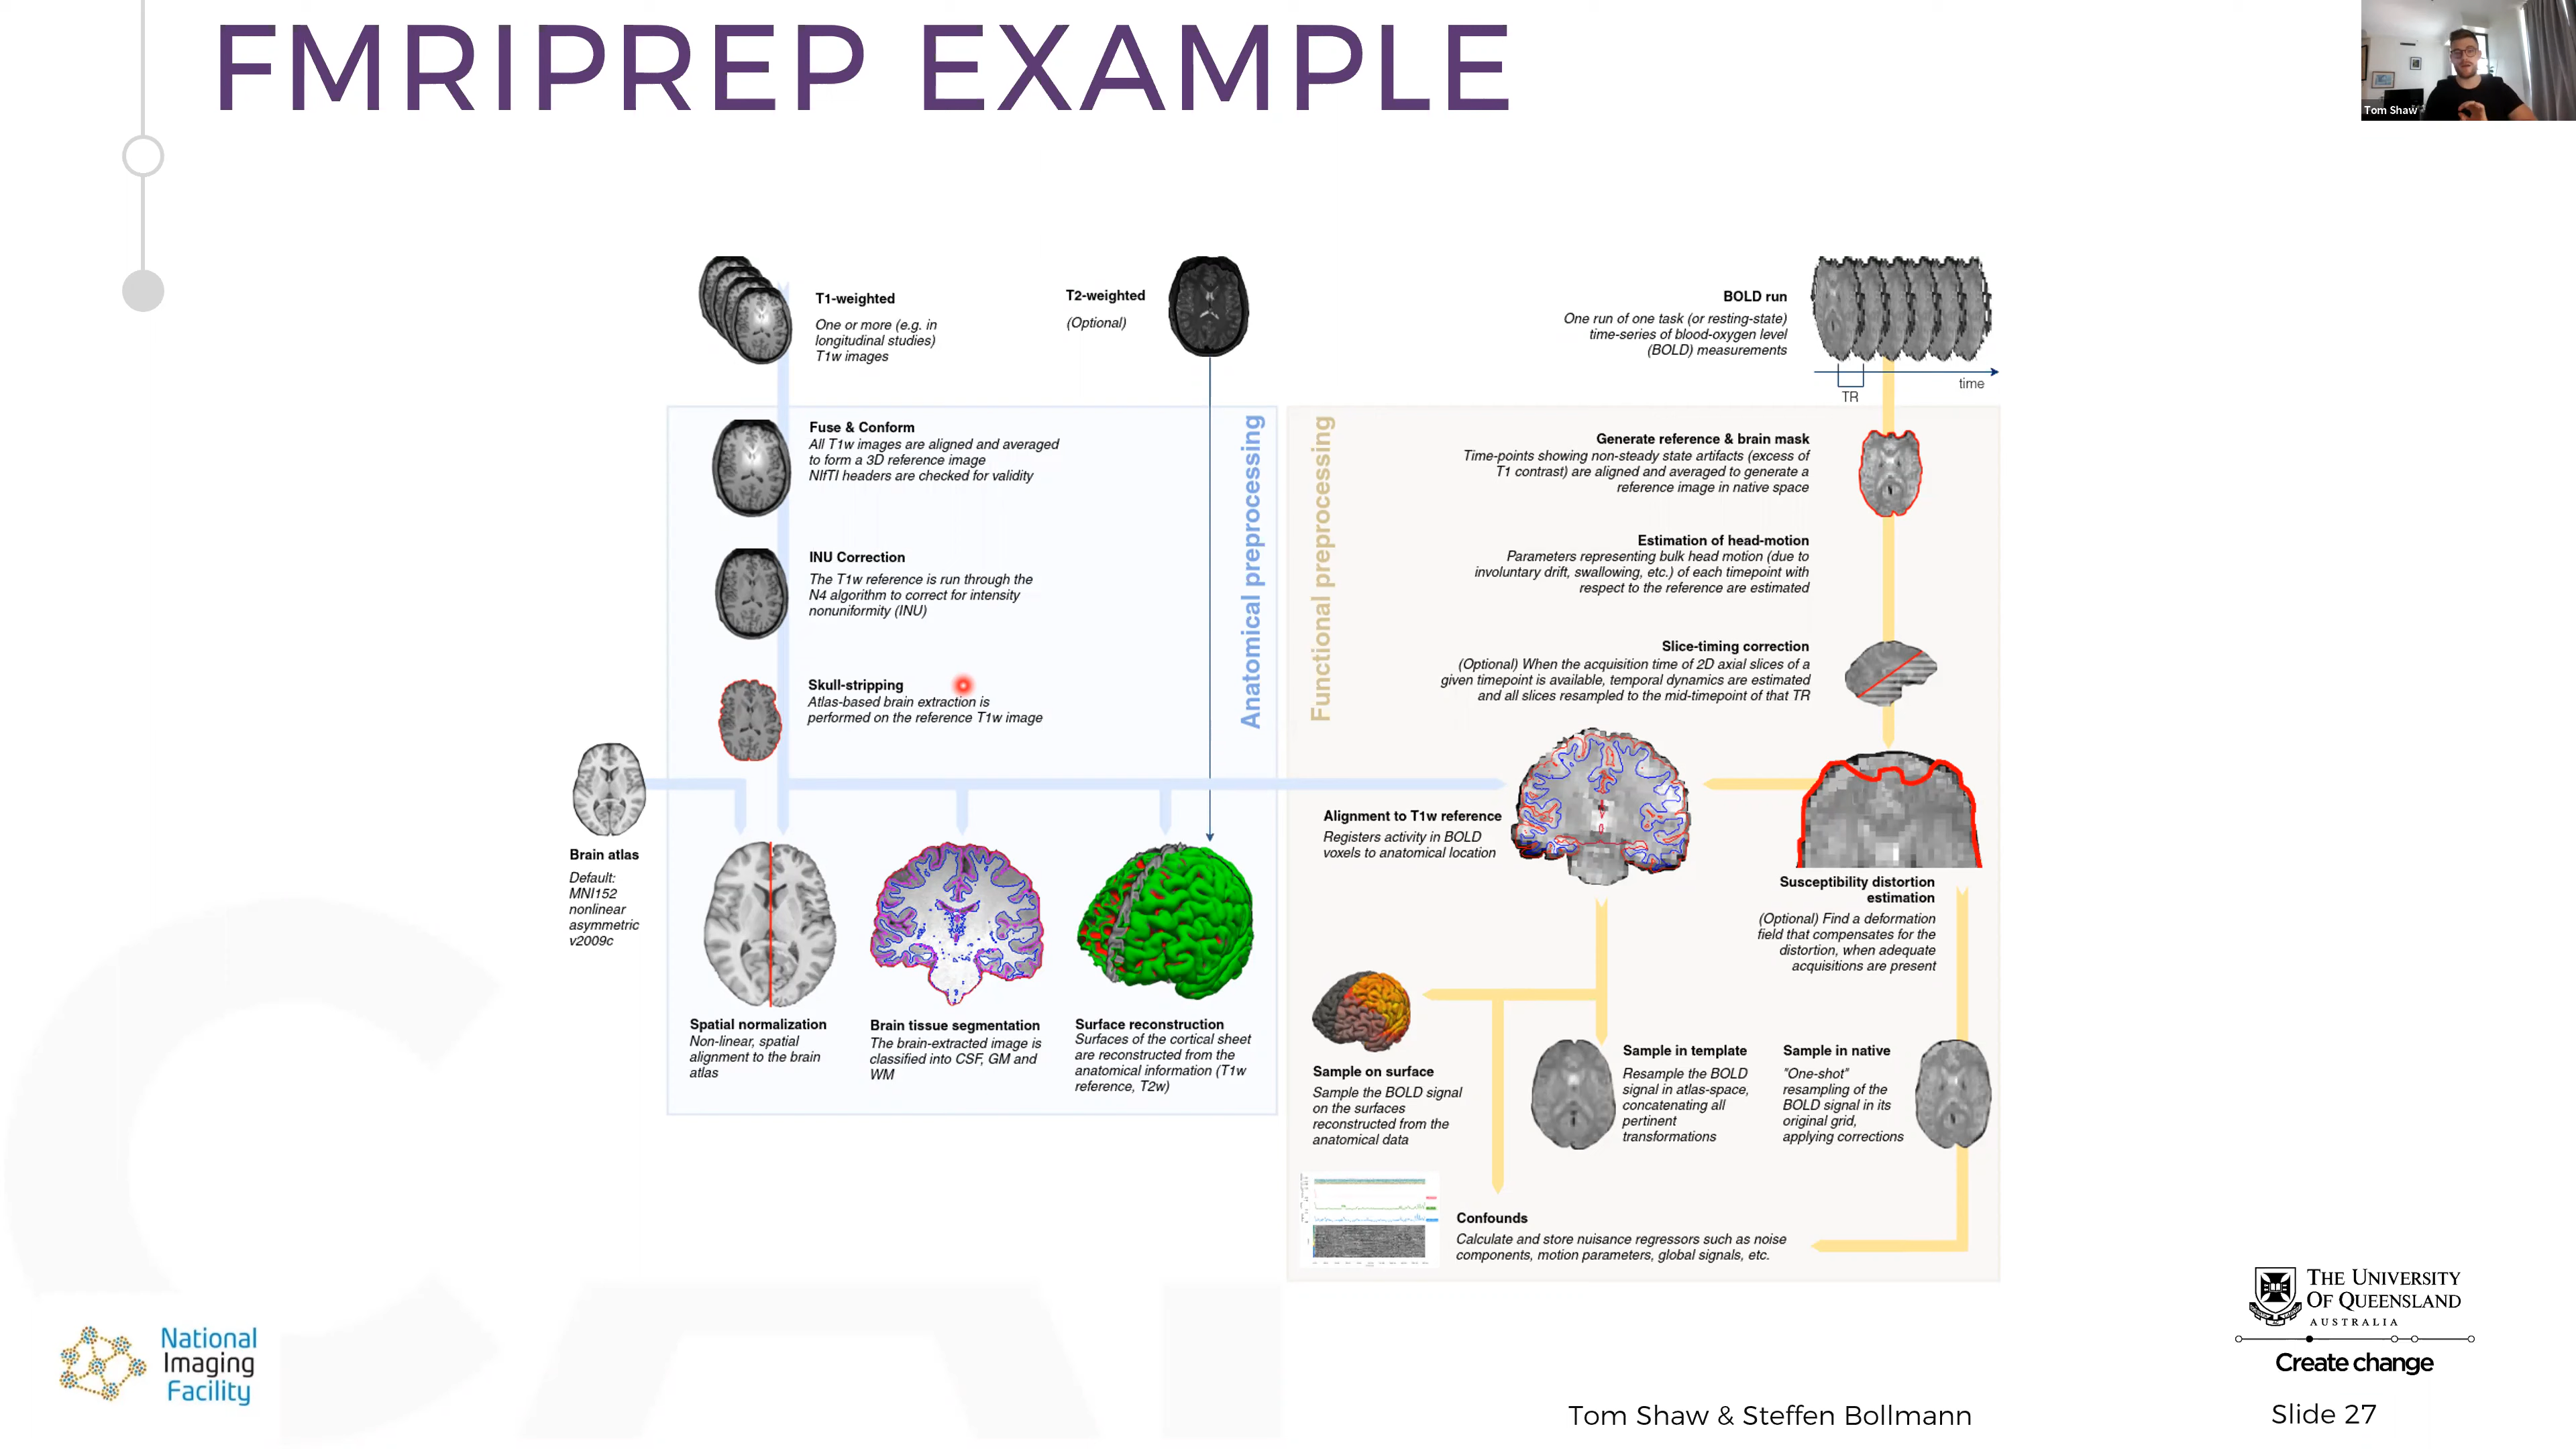 FMRIPREP EXAMPLE
Tom Shaw
T1-weighted
One or more (e.g. in
longitudinal studies)
T1w images
T2-weighted
(Optional)
BOLD run
One run of one task (or resting-state)
time-series of blood-oxygen level
(BOLD) measurements
time
TR
Anatomical preprocessing
Fuse & Conform
All T1w images are aligned and averaged
to form a 3D reference image
NIfTI headers are checked for validity
INU Correction
The T1w reference is run through the
N4 algorithm to correct for intensity
nonuniformity (INU)
Skull-stripping
Atlas-based brain extraction is
performed on the reference T1w image
Brain atlas
Default:
MNI152
nonlinear
asymmetric
v2009c
Spatial normalization
Non-linear, spatial
alignment to the brain
atlas
Brain tissue segmentation
The brain-extracted image is
classified into CSF, GM and
WM
Surface reconstruction
Surfaces of the cortical sheet
are reconstructed from the
anatomical information (T1w
reference, T2w)
Functional preprocessing
Generate reference & brain mask
Time-points showing non-steady state artifacts (excess of
T1 contrast) are aligned and averaged to generate a
reference image in native space
Estimation of head-motion
Parameters representing bulk head motion (due to
involuntary drift, swallowing, etc.) of each timepoint with
respect to the reference are estimated
Slice-timing correction
(Optional) When the acquisition time of 2D axial slices of a
given timepoint is available, temporal dynamics are estimated
and all slices resampled to the mid-timepoint of that TR
Alignment to T1w reference
Registers activity in BOLD
voxels to anatomical location
Susceptibility distortion
estimation
(Optional) Find a deformation
field that compensates for the
distortion, when adequate
acquisitions are present
Sample on surface
Sample the BOLD signal
on the surfaces
reconstructed from the
anatomical data
Sample in template
Resample the BOLD
signal in atlas-space,
concatenating all
pertinent
transformations
Sample in native
"One-shot"
resampling of the
BOLD signal in its
original grid,
applying corrections
Confounds
Calculate and store nuisance regressors such as noise
components, motion parameters, global signals, etc.
National
Imaging
Facility
THE UNIVERSITY
OF QUEENSLAND
AUSTRALIA
Create change
Tom Shaw & Steffen Bollmann
Slide 27